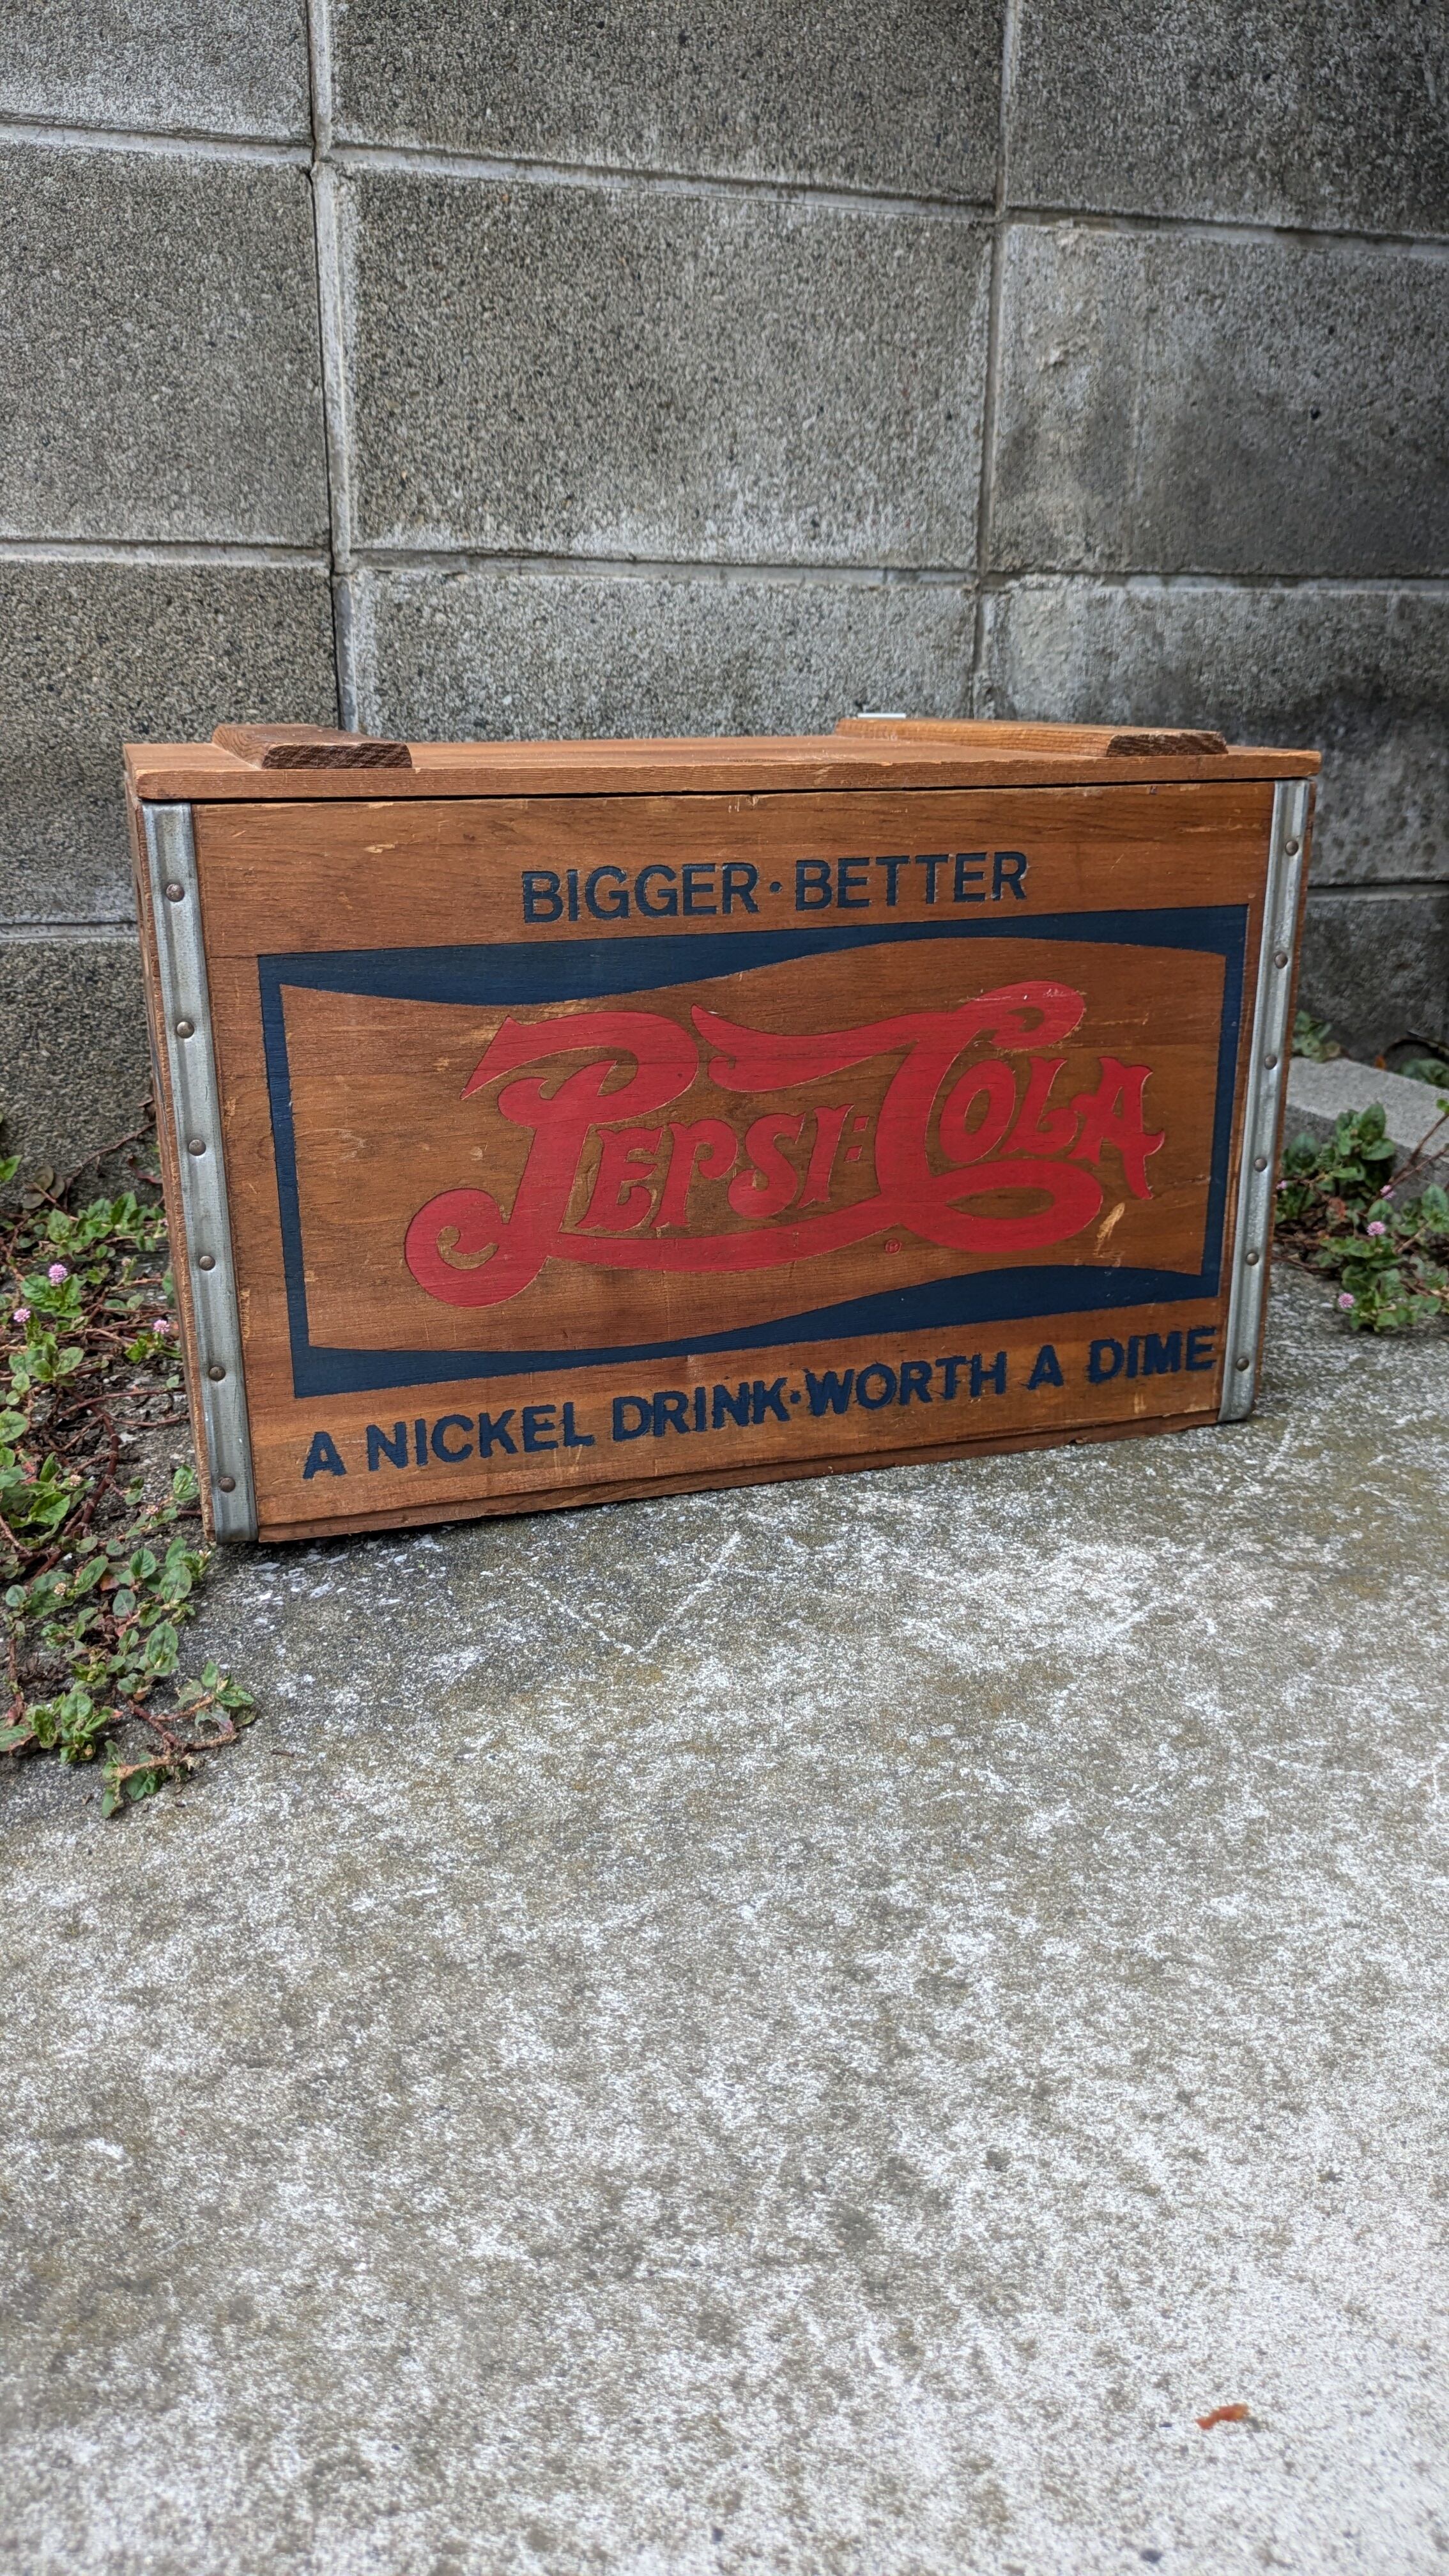 BIGGER·BETTER
PEPSI:COLA
®
A NICKEL DRINK·WORTH A DIME